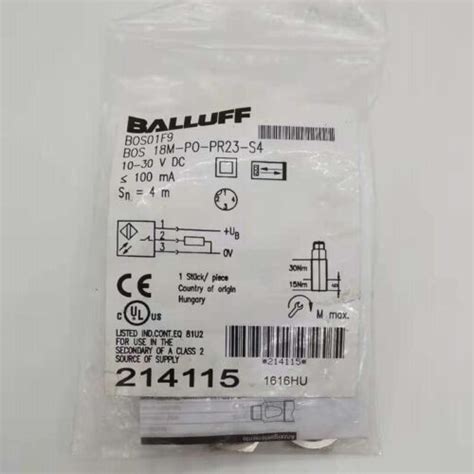 BALLUFF
BOS01F9
BOS 18M-PO-PR23-S4
10-30 V DC
≤ 100 mA
Sn = 4 m
1
2
3
+UB
0V
30Nm
15Nm
CE
1 Stück/ piece
Country of origin
Hungary
M max.
c UL US
LISTED IND.CONT.EQ 81U2
FOR USE IN THE
SECONDARY OF A CLASS 2
SOURCE OF SUPPLY
*214115*
214115
1616HU